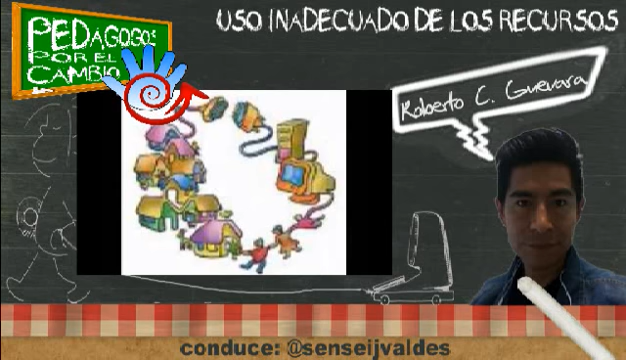 PEDAGOGOS
POR EL
CAMBIO
USO INADECUADO DE LOS RECURSOS
Roberto C. Guevara
conduce: @senseijvaldes